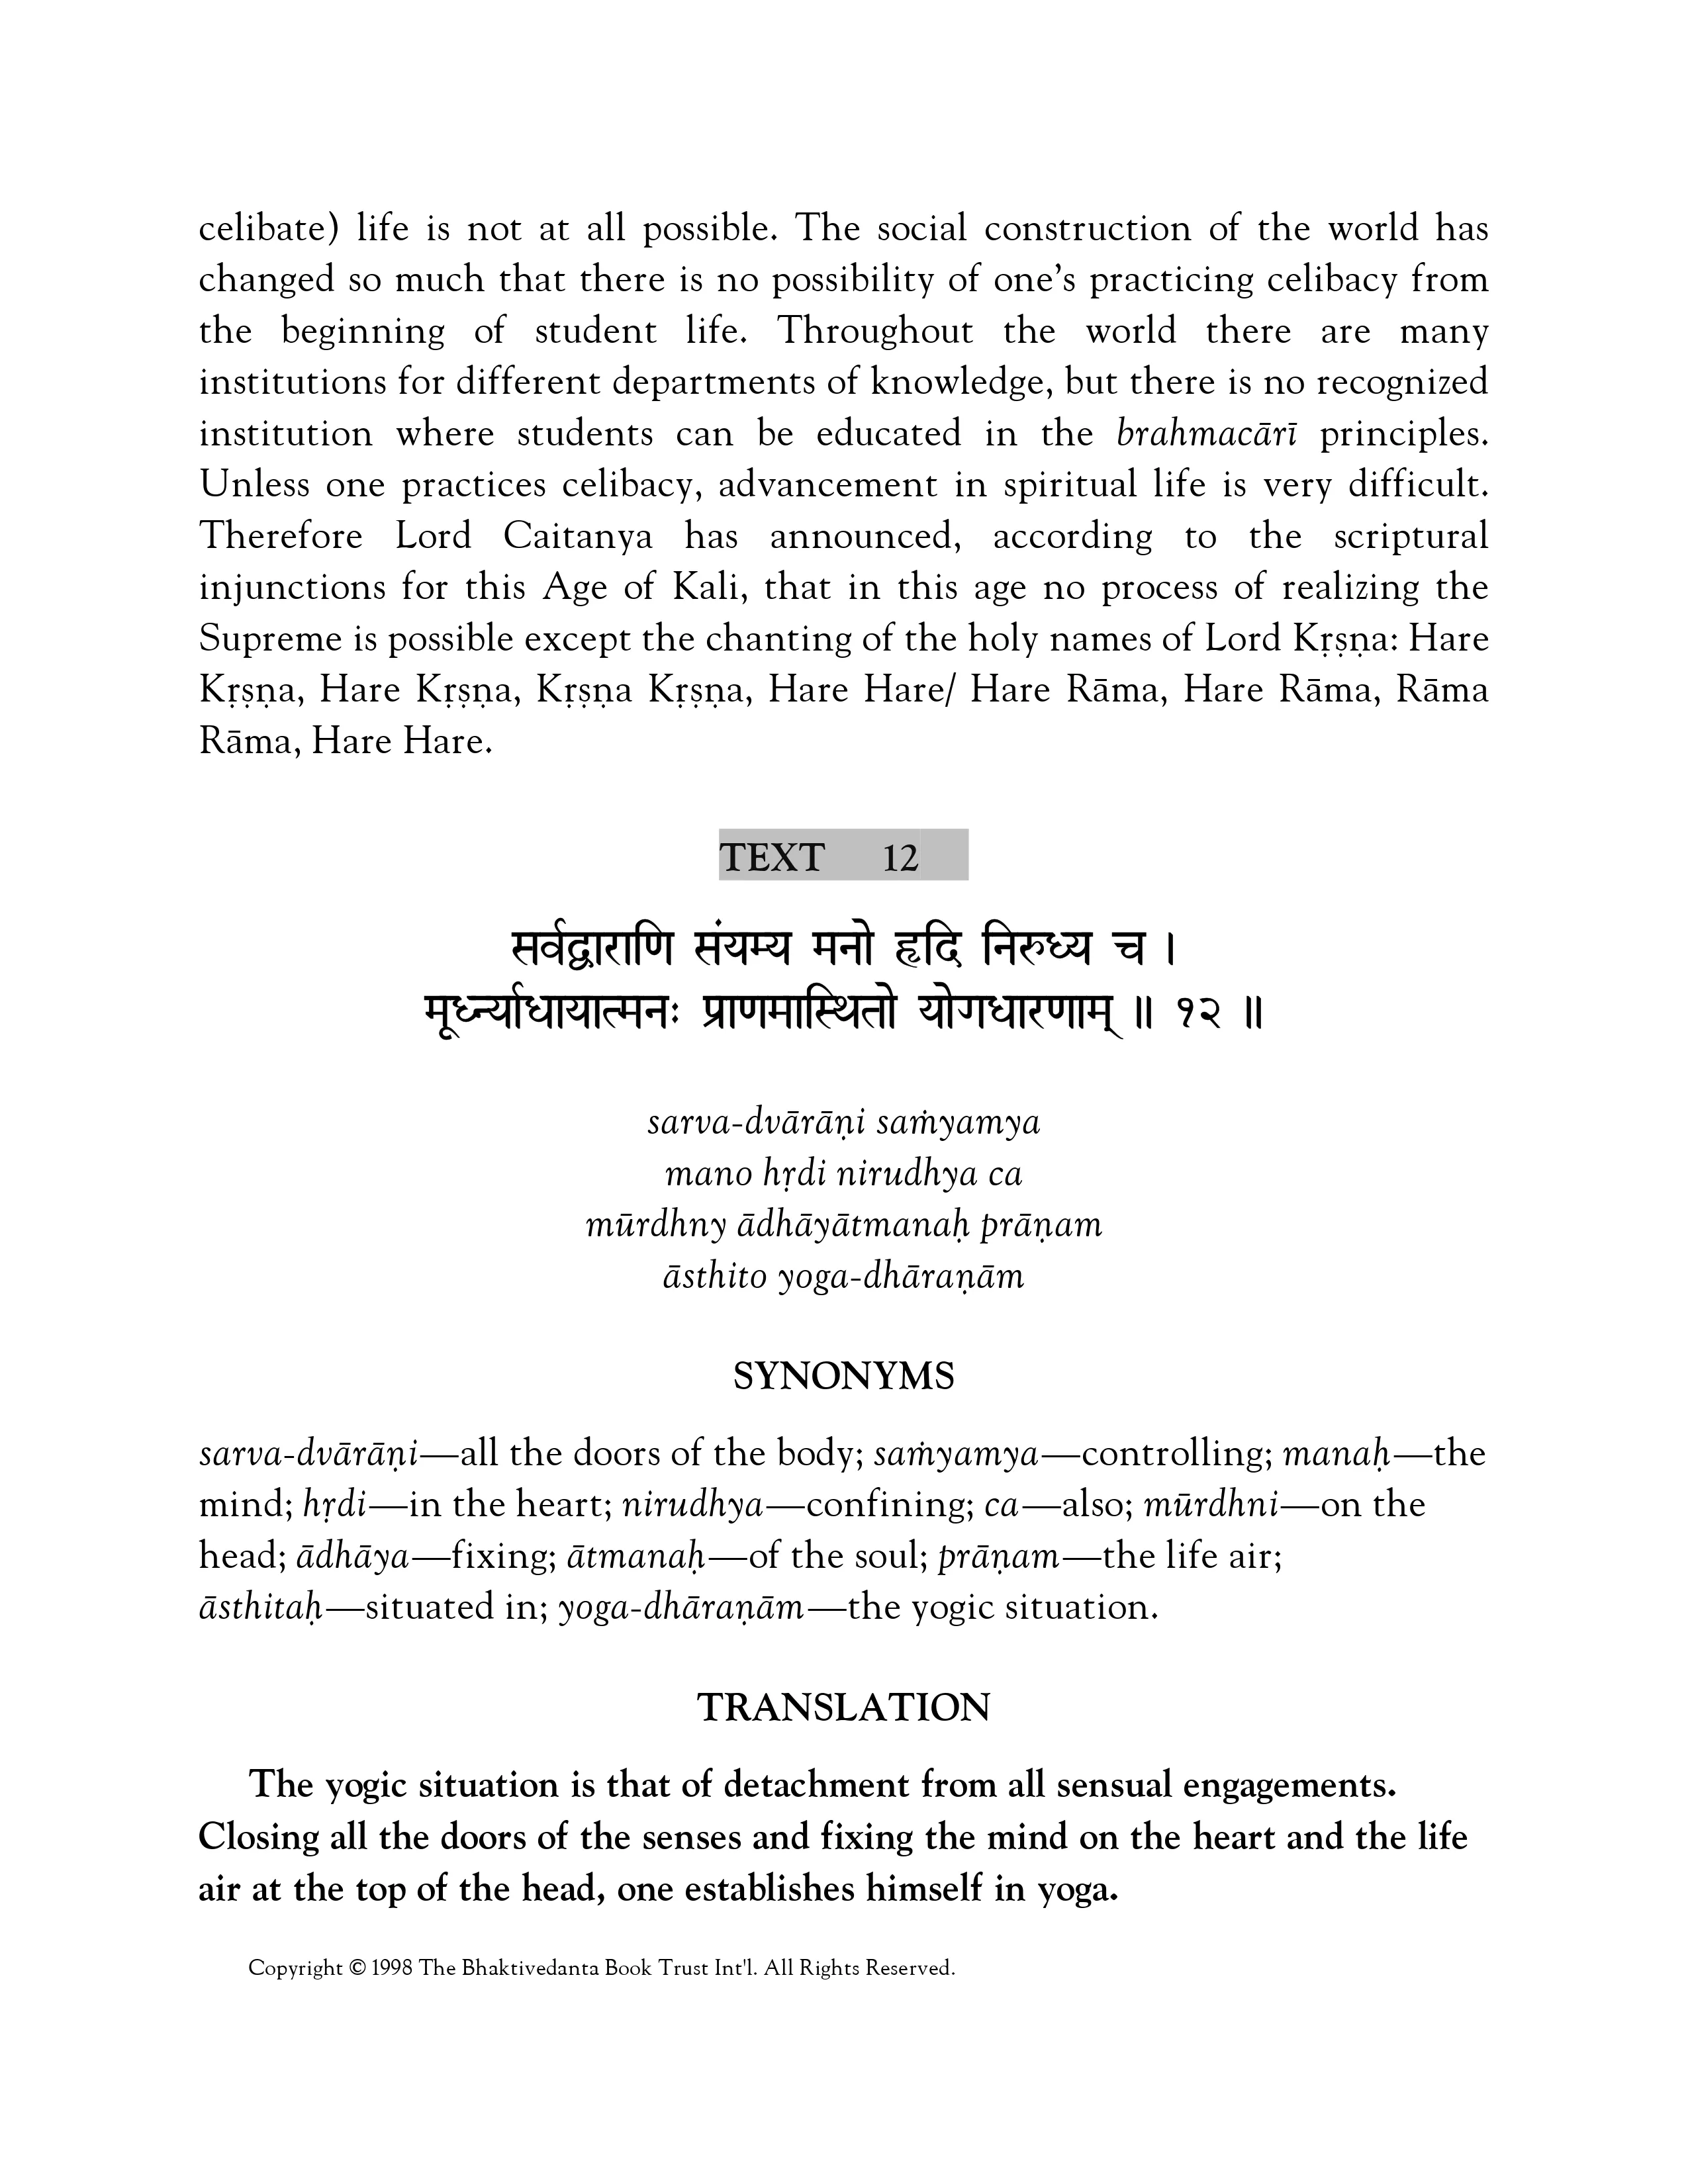 celibate) life is not at all possible. The social construction of the world has
changed so much that there is no possibility of one’s practicing celibacy from
the beginning of student life. Throughout the world there are many
institutions for different departments of knowledge, but there is no recognized
institution where students can be educated in the brahmacārī principles.
Unless one practices celibacy, advancement in spiritual life is very difficult.
Therefore Lord Caitanya has announced, according to the scriptural
injunctions for this Age of Kali, that in this age no process of realizing the
Supreme is possible except the chanting of the holy names of Lord Kṛṣṇa: Hare
Kṛṣṇa, Hare Kṛṣṇa, Kṛṣṇa Kṛṣṇa, Hare Hare/ Hare Rāma, Hare Rāma, Rāma
Rāma, Hare Hare.
TEXT 12
सर्वद्वाराणि संयम्य मनो हृदि निरुध्य च ।
मूर्ध्न्याधायात्मनः प्राणमास्थितो योगधारणाम् ॥ १२ ॥
sarva-dvārāṇi saṁyamya
mano hṛdi nirudhya ca
mūrdhny ādhāyātmanaḥ prāṇam
āsthito yoga-dhāraṇām
SYNONYMS
sarva-dvārāṇi—all the doors of the body; saṁyamya—controlling; manaḥ—the
mind; hṛdi—in the heart; nirudhya—confining; ca—also; mūrdhni—on the
head; ādhāya—fixing; ātmanaḥ—of the soul; prāṇam—the life air;
āsthitaḥ—situated in; yoga-dhāraṇām—the yogic situation.
TRANSLATION
The yogic situation is that of detachment from all sensual engagements.
Closing all the doors of the senses and fixing the mind on the heart and the life
air at the top of the head, one establishes himself in yoga.
Copyright © 1998 The Bhaktivedanta Book Trust Int'l. All Rights Reserved.